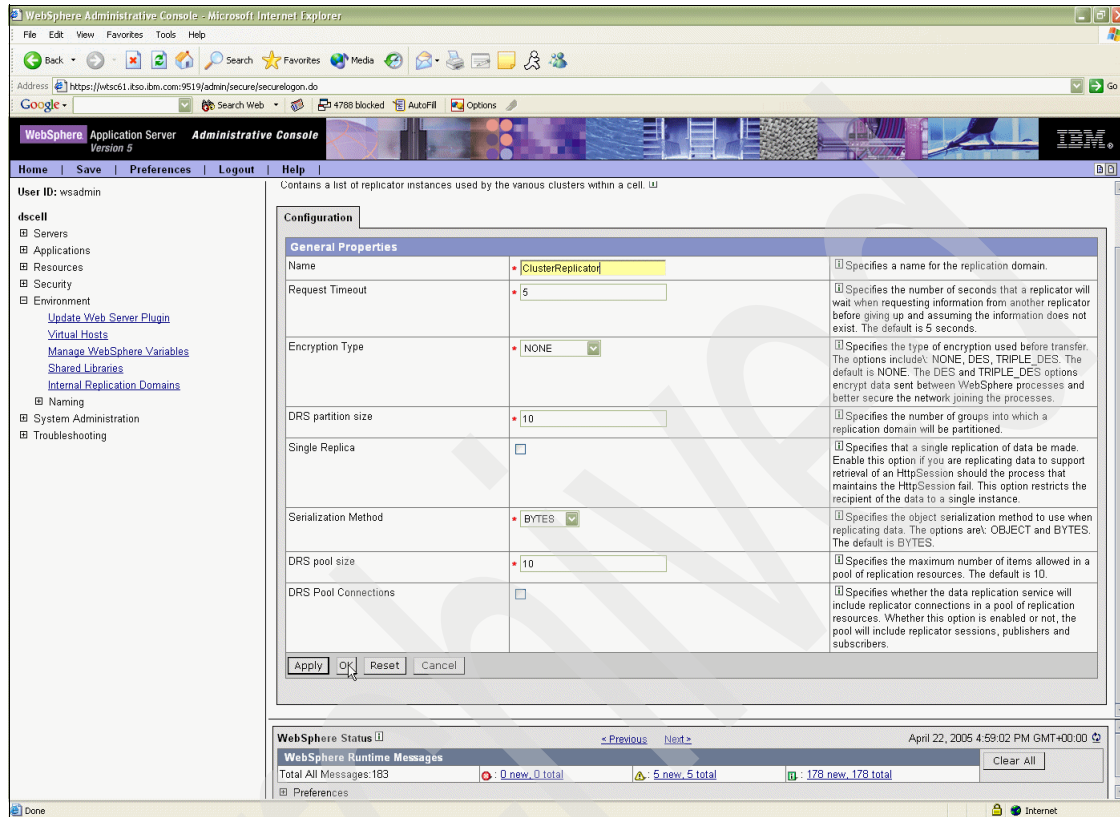 WebSphere Administrative Console - Microsoft Internet Explorer
File Edit View Favorites Tools Help
Back Search Favorites Media
Address https://wtsc61.itso.ibm.com:9519/admin/secure/securelogon.do Go
Google Search Web 4788 blocked AutoFill Options
WebSphere Application Server Administrative Console
Version 5
IBM
Home | Save | Preferences | Logout | Help |
User ID: wsadmin
dscell
Servers
Applications
Resources
Security
Environment
Update Web Server Plugin
Virtual Hosts
Manage WebSphere Variables
Shared Libraries
Internal Replication Domains
Naming
System Administration
Troubleshooting
Contains a list of replicator instances used by the various clusters within a cell.
Configuration
General Properties
Name * ClusterReplicator Specifies a name for the replication domain.
Request Timeout * 5 Specifies the number of seconds that a replicator will
wait when requesting information from another replicator
before giving up and assuming the information does not
exist. The default is 5 seconds.
Encryption Type * NONE Specifies the type of encryption used before transfer.
The options include\: NONE, DES, TRIPLE_DES. The
default is NONE. The DES and TRIPLE_DES options
encrypt data sent between WebSphere processes and
better secure the network joining the processes.
DRS partition size * 10 Specifies the number of groups into which a
replication domain will be partitioned.
Single Replica Specifies that a single replication of data be made.
Enable this option if you are replicating data to support
retrieval of an HttpSession should the process that
maintains the HttpSession fail. This option restricts the
recipient of the data to a single instance.
Serialization Method * BYTES Specifies the object serialization method to use when
replicating data. The options are\: OBJECT and BYTES.
The default is BYTES.
DRS pool size * 10 Specifies the maximum number of items allowed in a
pool of replication resources. The default is 10.
DRS Pool Connections Specifies whether the data replication service will
include replicator connections in a pool of replication
resources. Whether this option is enabled or not, the
pool will include replicator sessions, publishers and
subscribers.
Apply OK Reset Cancel
WebSphere Status < Previous Next > April 22, 2005 4:59:02 PM GMT+00:00
WebSphere Runtime Messages Clear All
Total All Messages:183 : 0 new, 0 total : 5 new, 5 total : 178 new, 178 total
Preferences
Done Internet